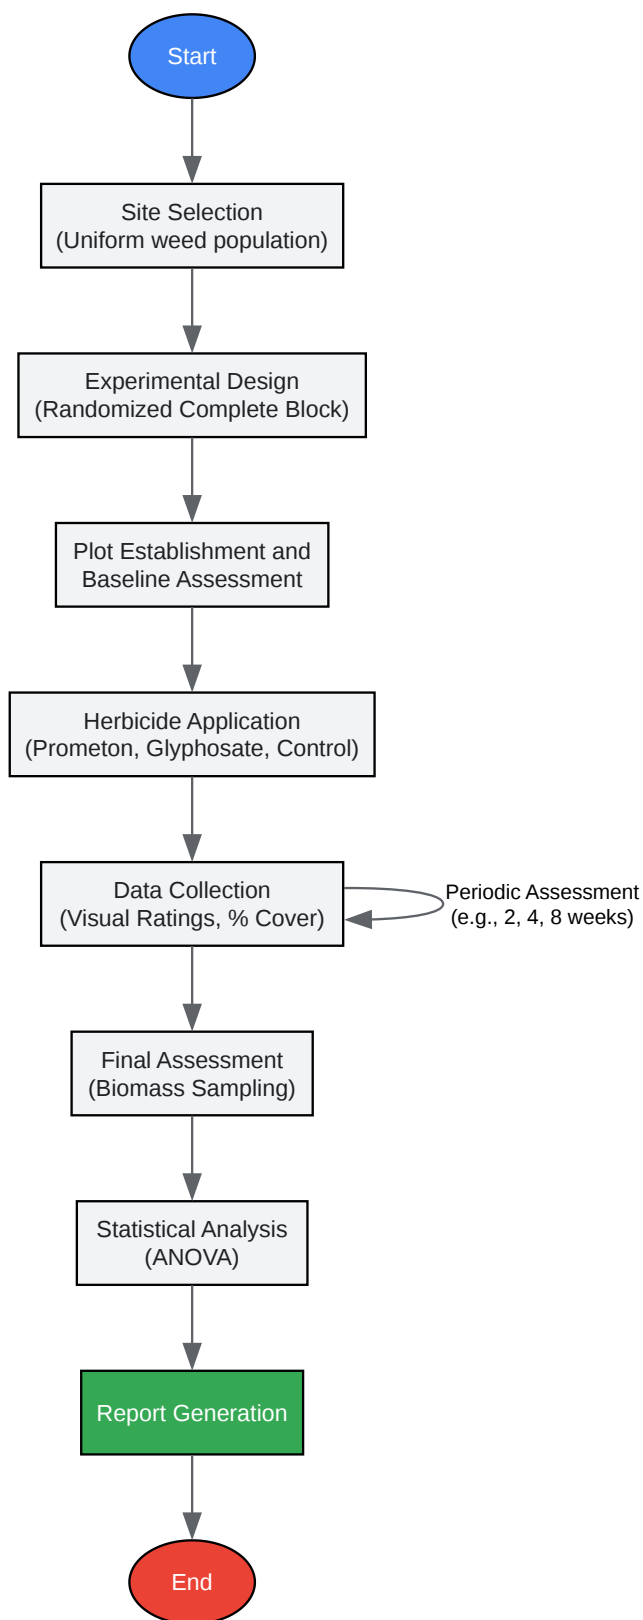 Start
Site Selection
(Uniform weed population)
Experimental Design
(Randomized Complete Block)
Plot Establishment and
Baseline Assessment
Herbicide Application
(Prometon, Glyphosate, Control)
Data Collection
(Visual Ratings, % Cover)
Periodic Assessment
(e.g., 2, 4, 8 weeks)
Final Assessment
(Biomass Sampling)
Statistical Analysis
(ANOVA)
Report Generation
End